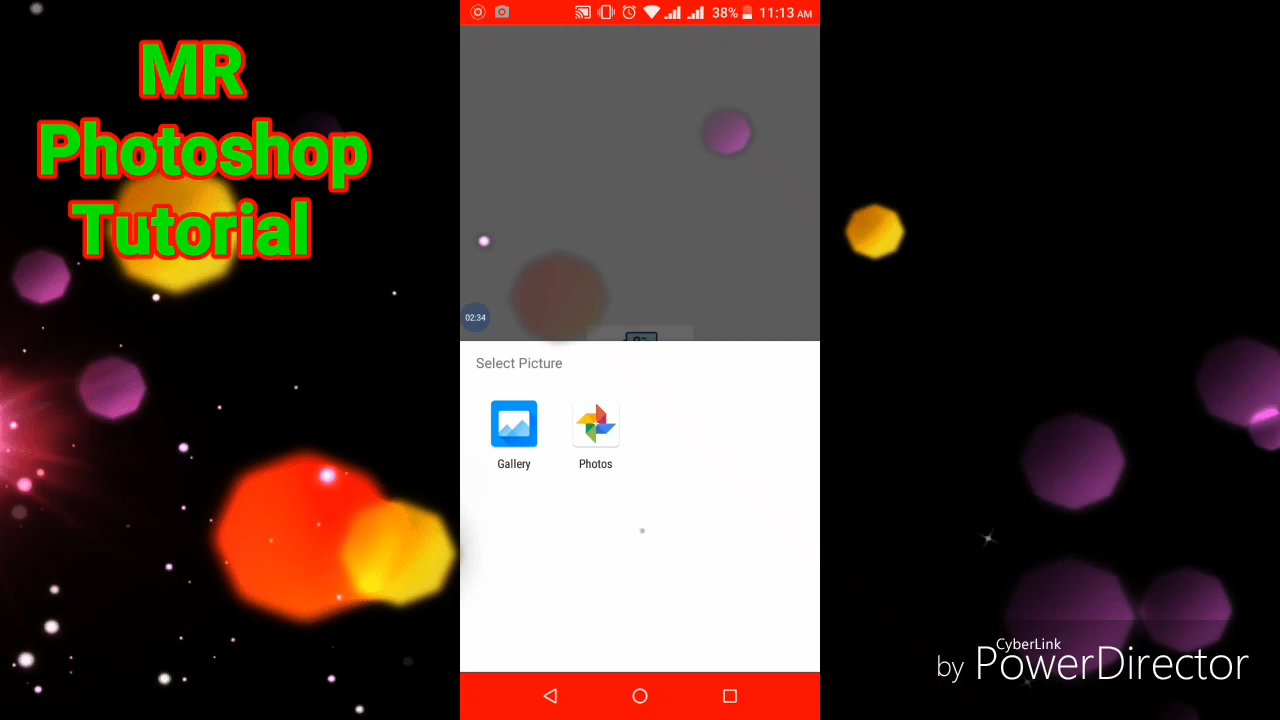 MR
Photoshop
Tutorial
38% 11:13 AM
02:34
Select Picture
Gallery Photos
CyberLink
by PowerDirector